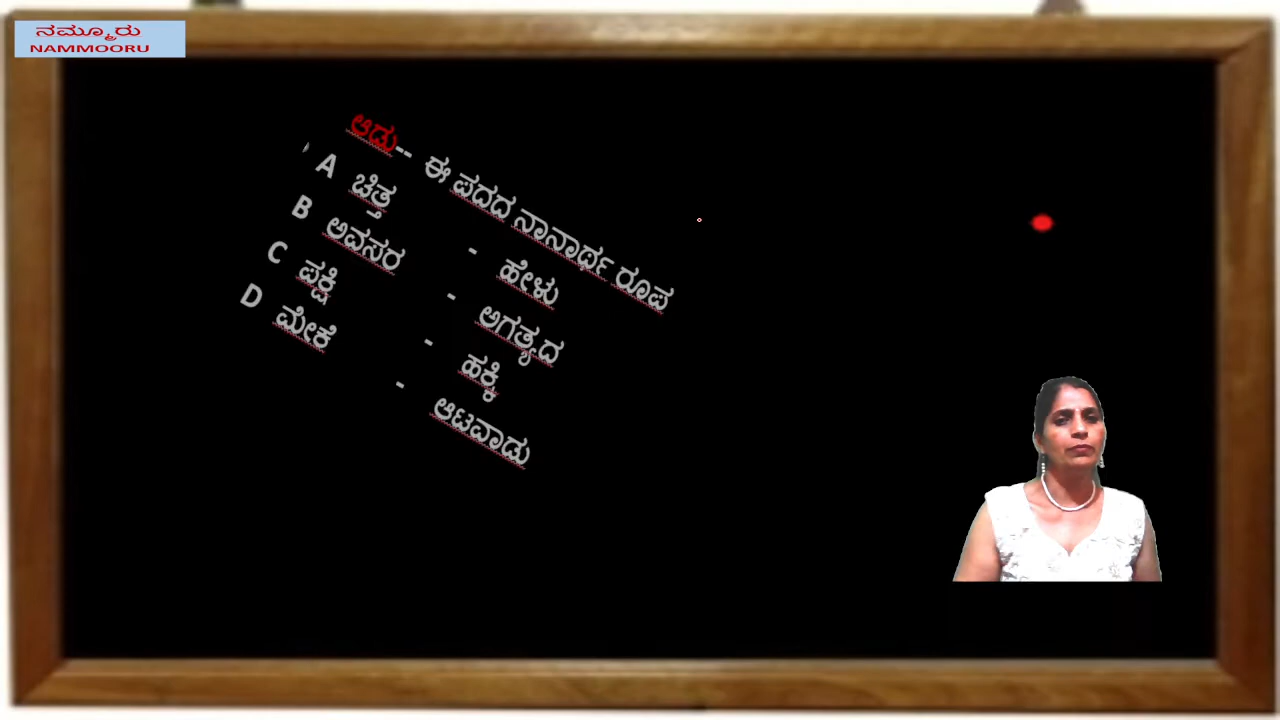 ನಮ್ಮೂರು
NAMMOORU
ಆಡು-- ಈ ಪದದ ನಾನಾರ್ಥ ರೂಪ
A ಚಿತ್ತ - ಹೇಳು
B ಅವಸರ - ಅಗತ್ಯದ
C ಪಕ್ಷಿ - ಹಕ್ಕಿ
D ಮೇಕೆ - ಆಟವಾಡು